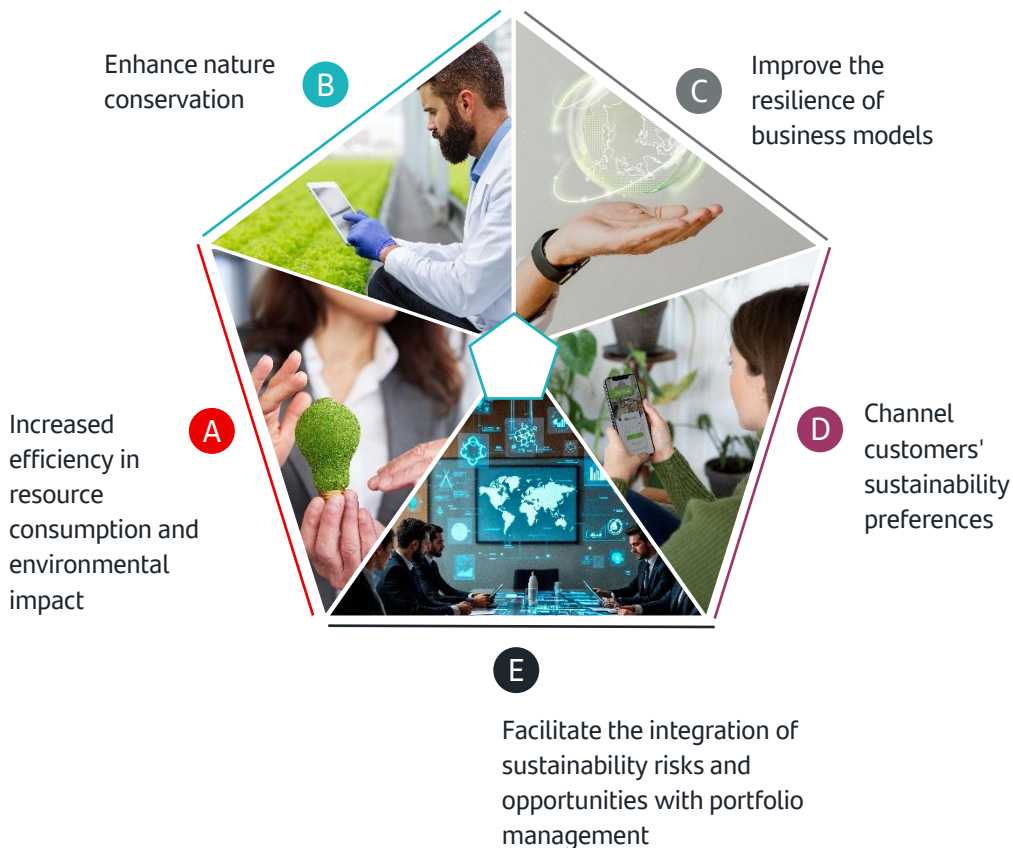 B
Enhance nature
conservation
C
Improve the
resilience of
business models
A
Increased
efficiency in
resource
consumption and
environmental
impact
D
Channel
customers'
sustainability
preferences
E
Facilitate the integration of
sustainability risks and
opportunities with portfolio
management